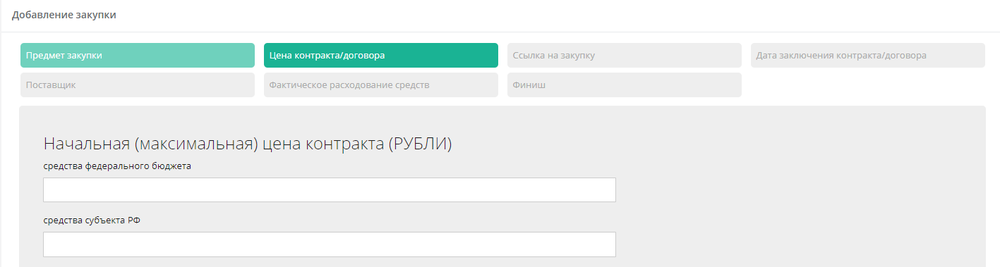 Добавление закупки
Предмет закупки
Цена контракта/договора
Ссылка на закупку
Дата заключения контракта/договора
Поставщик
Фактическое расходование средств
Финиш
Начальная (максимальная) цена контракта (РУБЛИ)
средства федерального бюджета
средства субъекта РФ